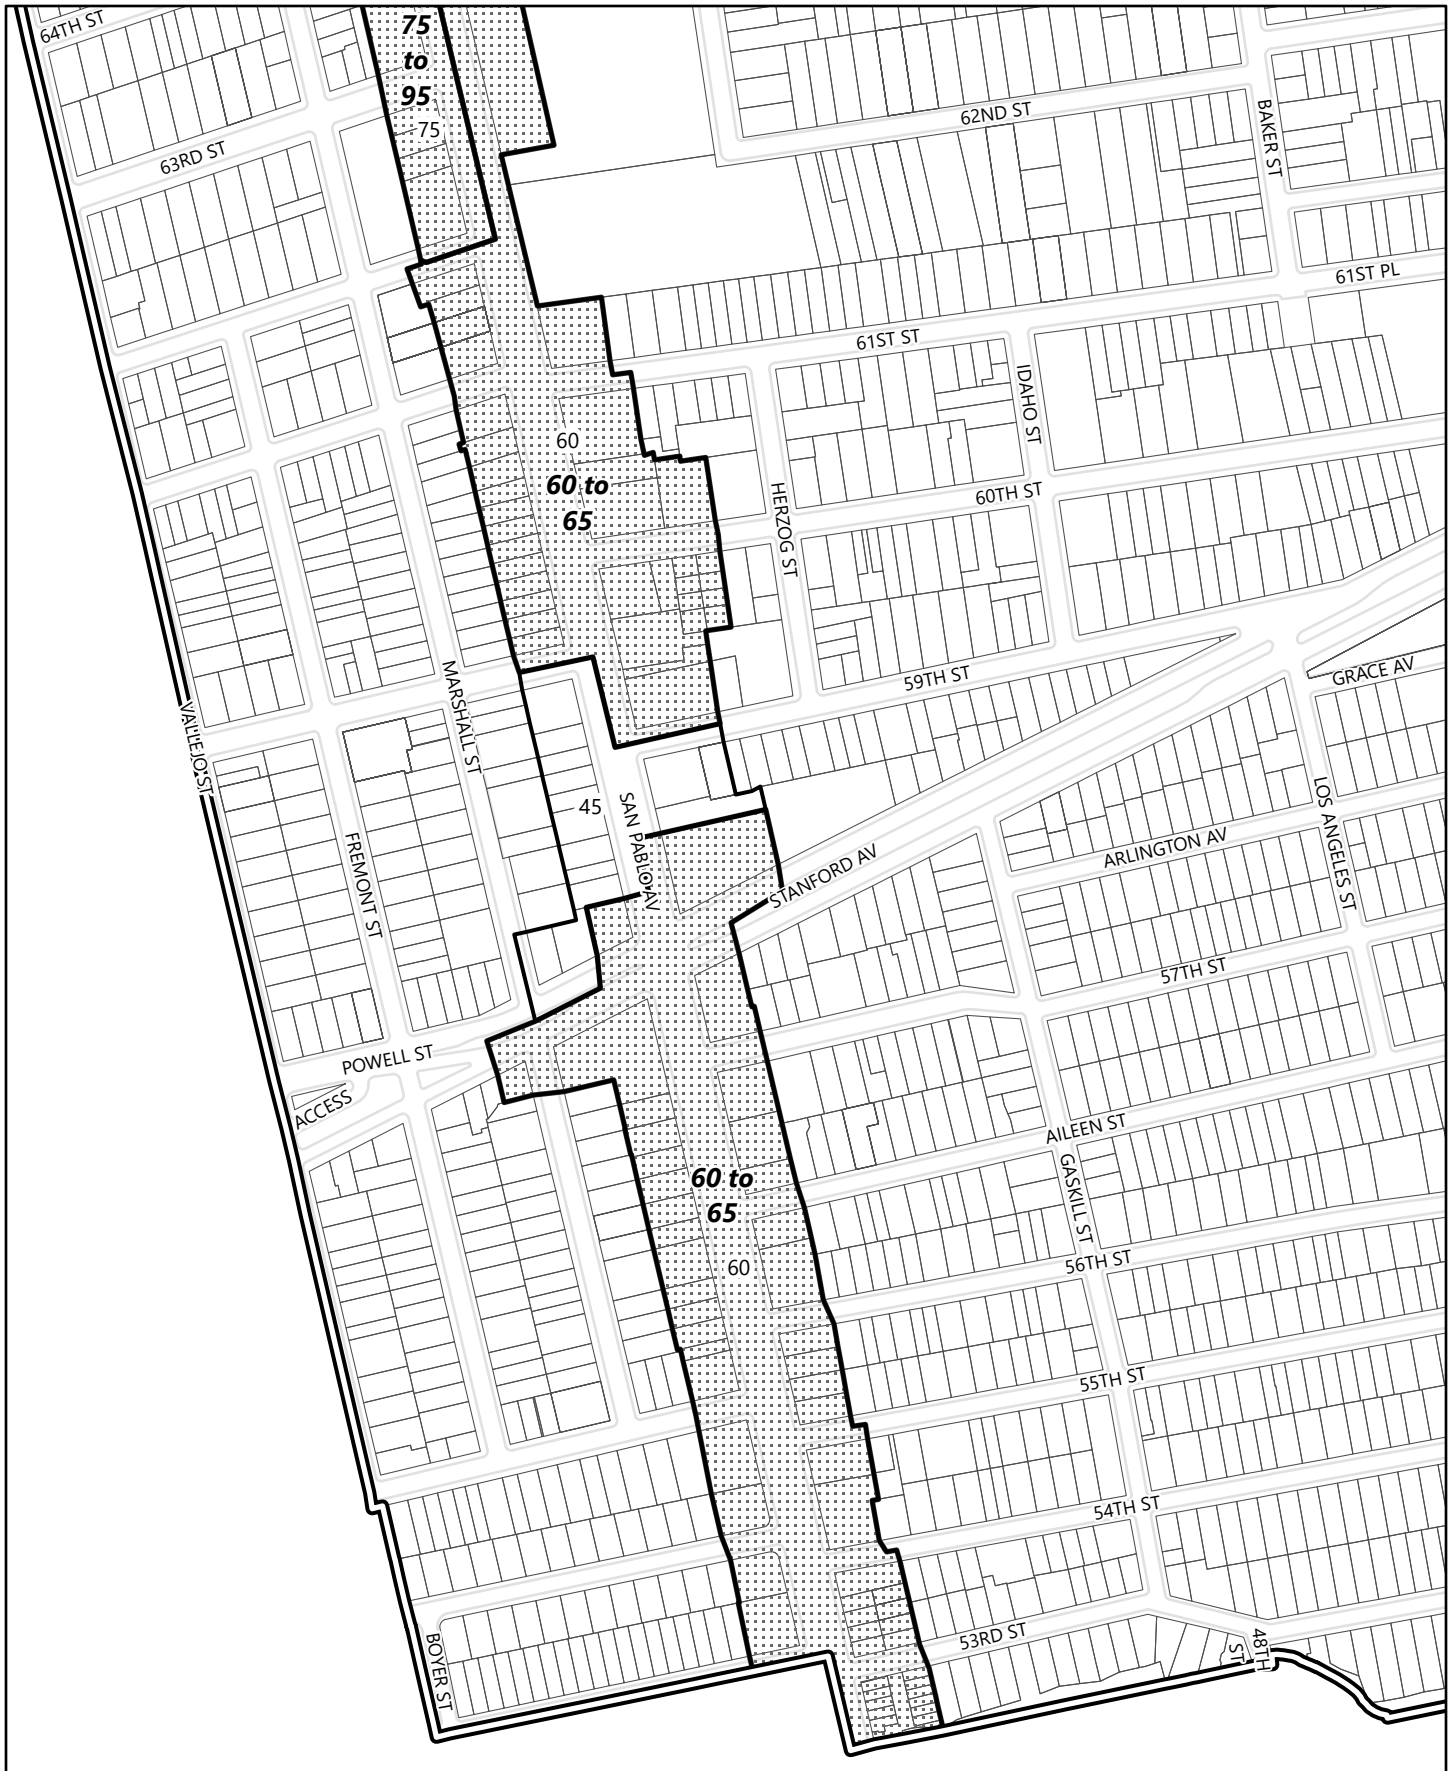 64TH ST
75
to
95
75
63RD ST
62ND ST
BAKER ST
61ST PL
61ST ST
IDAHO ST
60
60 to
65
HERZOG ST
60TH ST
59TH ST
GRACE AV
MARSHALL ST
VALLEJO ST
45
SAN PABLO AV
FREMONT ST
STANFORD AV
ARLINGTON AV
LOS ANGELES ST
57TH ST
POWELL ST
ACCESS
AILEEN ST
GASKILL ST
60 to
65
60
56TH ST
55TH ST
54TH ST
53RD ST
48TH
ST
BOYER ST